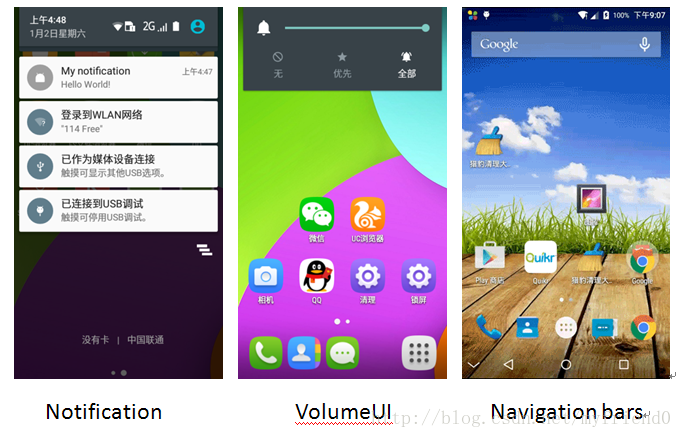 上午4:48
1月2日星期六
2G
My notification
上午4:47
Hello World!
登录到WLAN网络
"114 Free"
已作为媒体设备连接
触摸可显示其他USB选项。
已连接到USB调试
触摸可停用USB调试。
没有卡 | 中国联通
无
优先
全部
微信
UC浏览器
相机
QQ
清理
锁屏
100%
下午9:07
Google
猎豹清理大..
Quikr
Play 商店
Quikr
猎豹清理大..
Google
Notification
VolumeUI
Navigation bars
http://blog.csdn.net/myfriend0